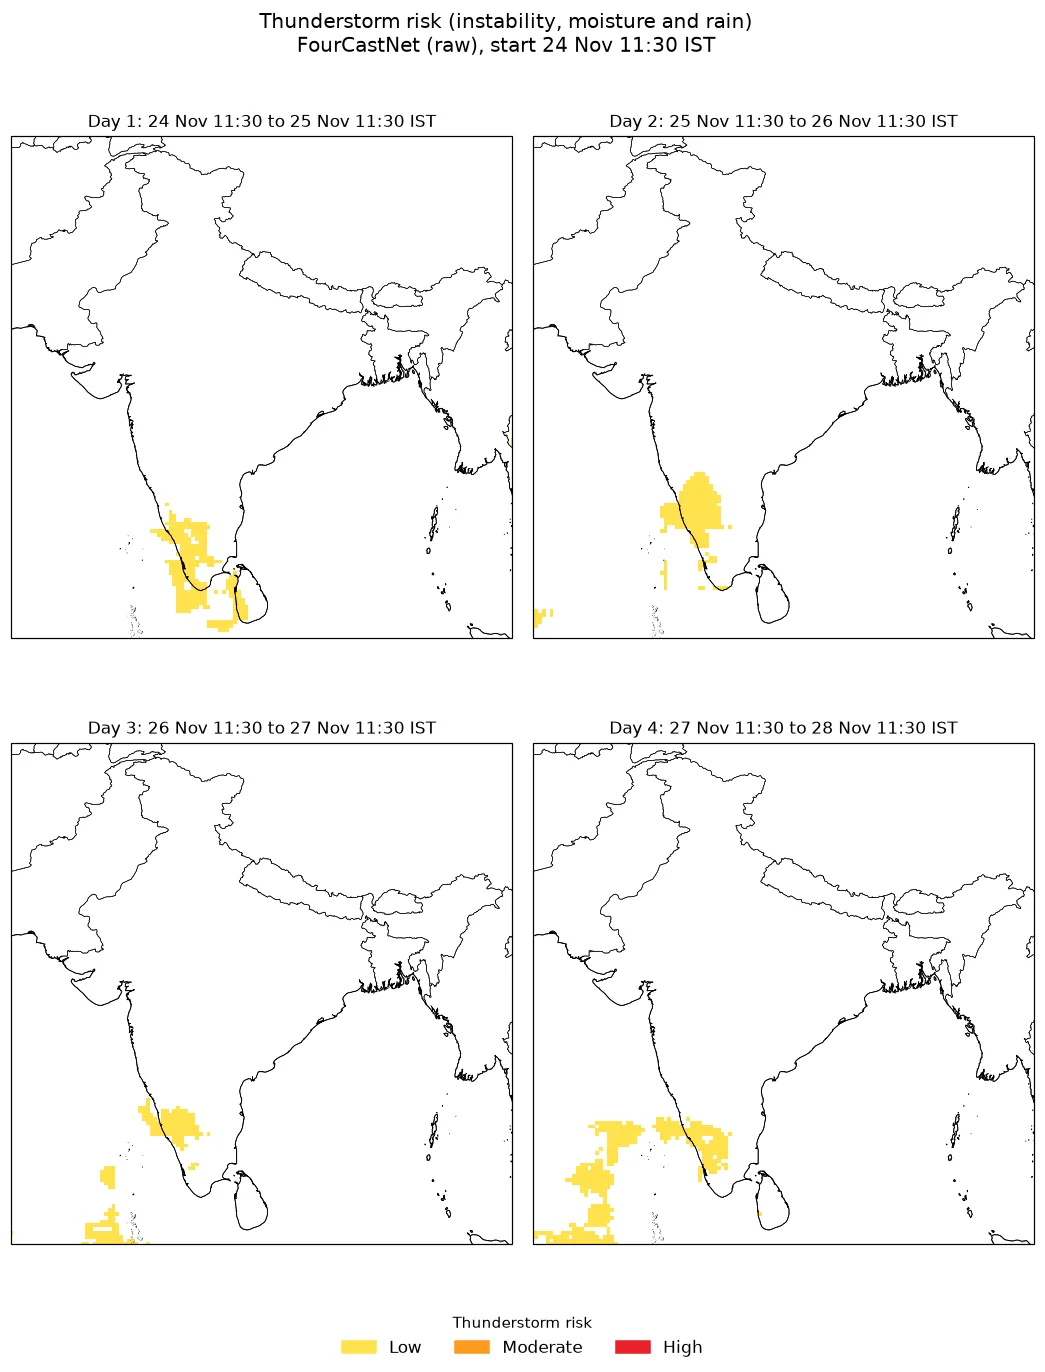 Thunderstorm risk (instability, moisture and rain)
FourCastNet (raw), start 24 Nov 11:30 IST
Day 1: 24 Nov 11:30 to 25 Nov 11:30 IST
Day 2: 25 Nov 11:30 to 26 Nov 11:30 IST
Day 3: 26 Nov 11:30 to 27 Nov 11:30 IST
Day 4: 27 Nov 11:30 to 28 Nov 11:30 IST
Thunderstorm risk
Low Moderate High